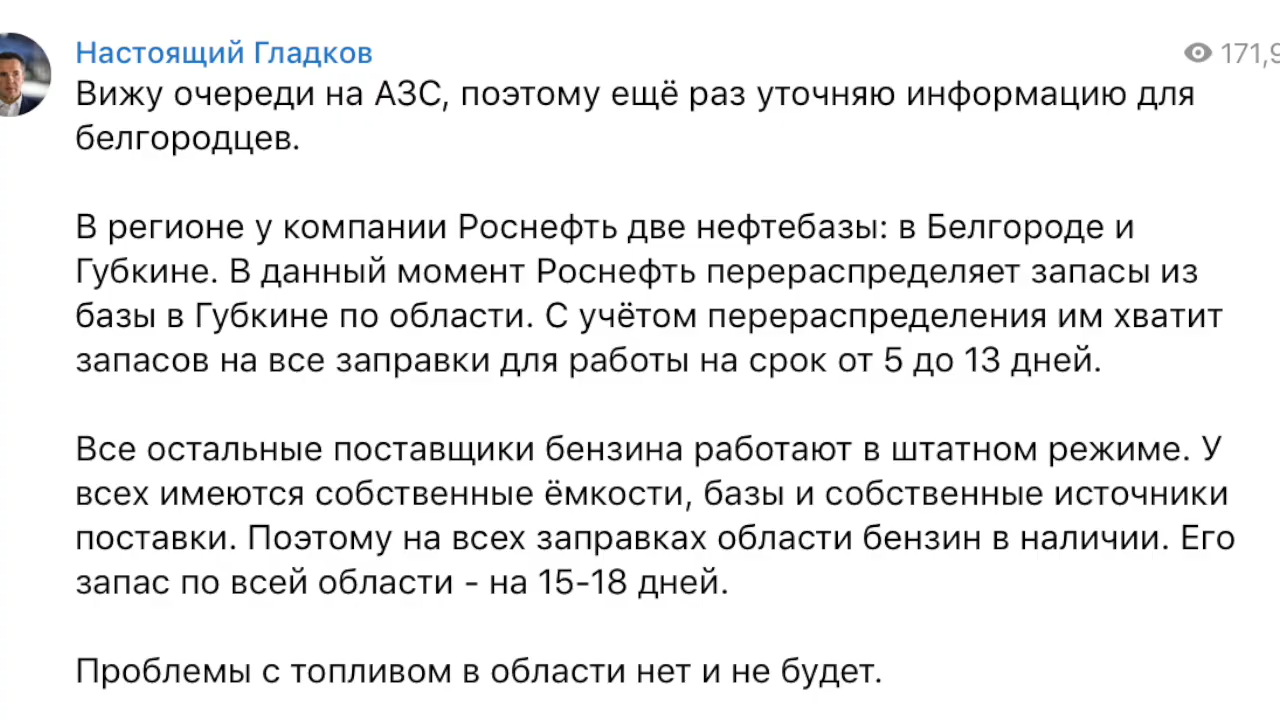 Настоящий Гладков
171,9
Вижу очереди на АЗС, поэтому ещё раз уточняю информацию для
белгородцев.
В регионе у компании Роснефть две нефтебазы: в Белгороде и
Губкине. В данный момент Роснефть перераспределяет запасы из
базы в Губкине по области. С учётом перераспределения им хватит
запасов на все заправки для работы на срок от 5 до 13 дней.
Все остальные поставщики бензина работают в штатном режиме. У
всех имеются собственные ёмкости, базы и собственные источники
поставки. Поэтому на всех заправках области бензин в наличии. Его
запас по всей области - на 15-18 дней.
Проблемы с топливом в области нет и не будет.